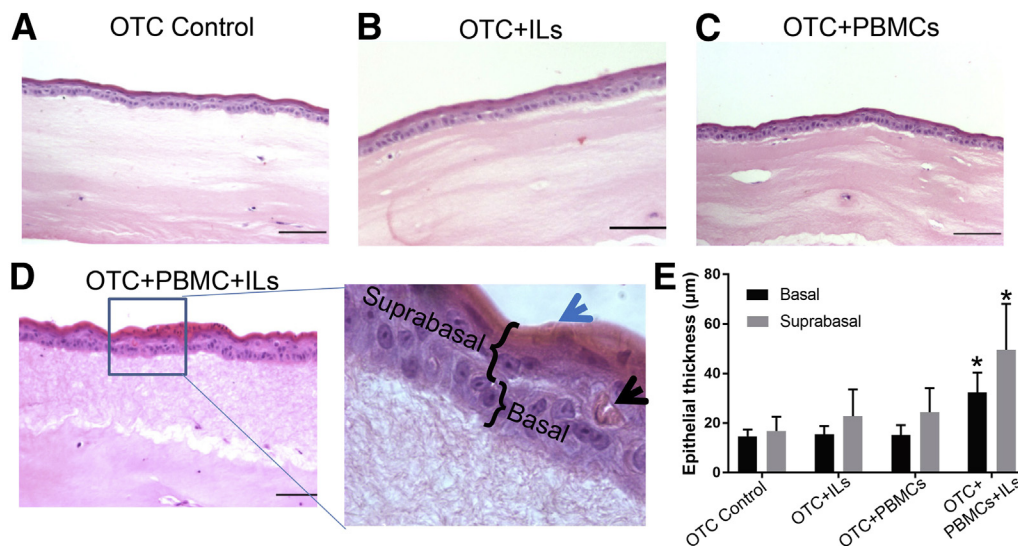 A
OTC Control
B
OTC+ILs
C
OTC+PBMCs
D
OTC+PBMC+ILs
Suprabasal
Basal
E
Epithelial thickness (µm)
80
60
40
20
0
Basal
Suprabasal
*
*
OTC Control
OTC+ILs
OTC+PBMCs
OTC+
PBMCs+ILs